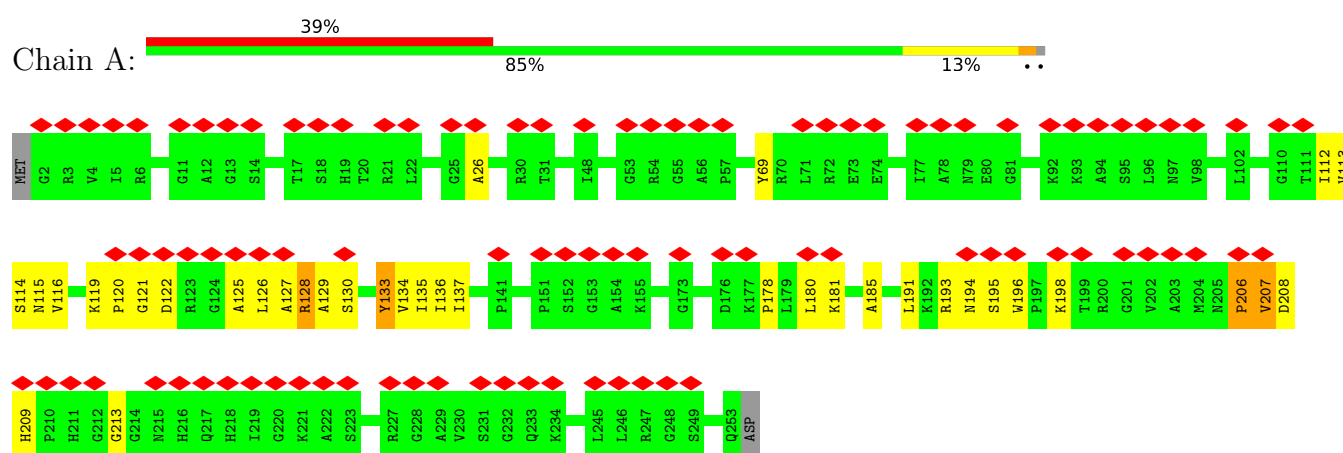 39%
Chain A:
85% 13% • •
MET G2 R3 V4 I5 R6 G11 A12 G13 S14 T17 S18 H19 T20 R21 L22 G25 A26 R30 T31 I48 G53 R54 G55 A56 P57 Y69 R70 L71 R72 E73 E74 I77 A78 N79 E80 G81 K92 K93 A94 S95 L96 N97 V98 L102 G110 T111 I112 V113
S114 N115 V116 K119 P120 G121 D122 R123 G124 A125 L126 A127 R128 A129 S130 Y133 V134 I135 I136 I137 P141 P151 S152 G153 A154 K155 G173 D176 K177 P178 L179 L180 K181 A185 L191 K192 R193 N194 S195 W196 P197 K198 T199 R200 G201 V202 A203 M204 N205 P206 V207 D208
H209 P210 H211 G212 G213 G214 N215 H216 Q217 H218 I219 G220 K221 A222 S223 R227 G228 A229 V230 S231 G232 Q233 K234 L245 L246 R247 G248 S249 Q253 ASP